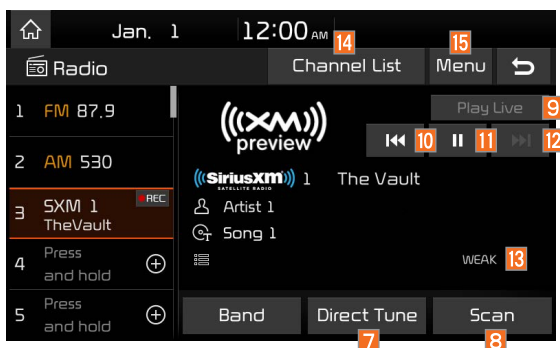 Jan. 1 12:00 AM
14 15
Radio Channel List Menu
1 FM 87.9
((XM))
preview
Play Live 9
10 11 12
2 AM 530
((SiriusXM)) 1 The Vault
SATELLITE RADIO
3 SXM 1 REC
TheVault
Artist 1
Song 1
4 Press
and hold
WEAK 13
5 Press
and hold
Band Direct Tune Scan
7 8